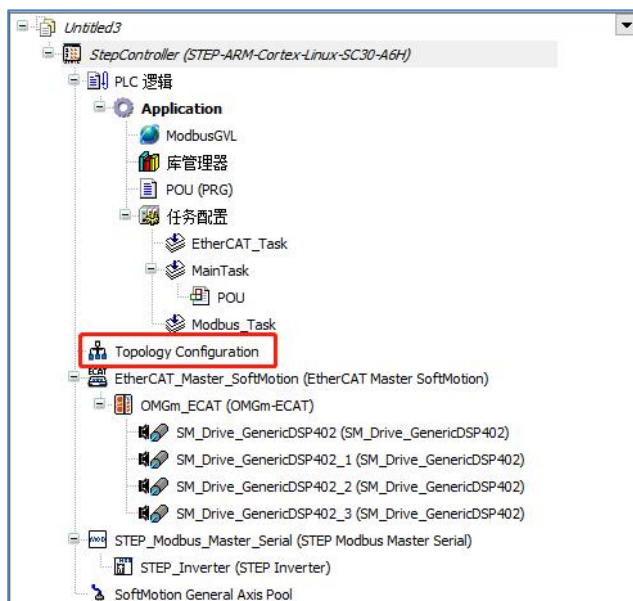 Untitled3
StepController (STEP-ARM-Cortex-Linux-SC30-A6H)
PLC 逻辑
Application
ModbusGVL
库管理器
POU (PRG)
任务配置
EtherCAT_Task
MainTask
POU
Modbus_Task
Topology Configuration
EtherCAT_Master_SoftMotion (EtherCAT Master SoftMotion)
OMGm_ECAT (OMGm-ECAT)
SM_Drive_GenericDSP402 (SM_Drive_GenericDSP402)
SM_Drive_GenericDSP402_1 (SM_Drive_GenericDSP402)
SM_Drive_GenericDSP402_2 (SM_Drive_GenericDSP402)
SM_Drive_GenericDSP402_3 (SM_Drive_GenericDSP402)
STEP_Modbus_Master_Serial (STEP Modbus Master Serial)
STEP_Inverter (STEP Inverter)
SoftMotion General Axis Pool